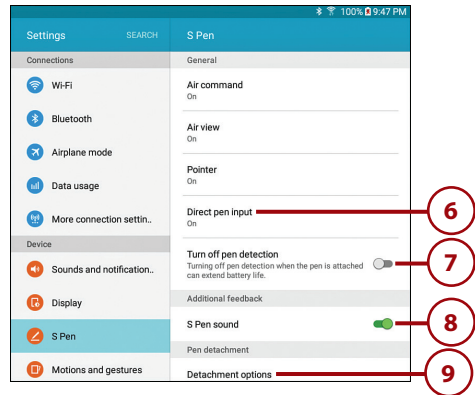 100% 9:47 PM
Settings SEARCH
Connections
Wi-Fi
Bluetooth
Airplane mode
Data usage
More connection settin..
Device
Sounds and notification..
Display
S Pen
Motions and gestures
S Pen
General
Air command
On
Air view
On
Pointer
On
Direct pen input
On
Turn off pen detection
Turning off pen detection when the pen is attached
can extend battery life.
Additional feedback
S Pen sound
Pen detachment
Detachment options
6
7
8
9